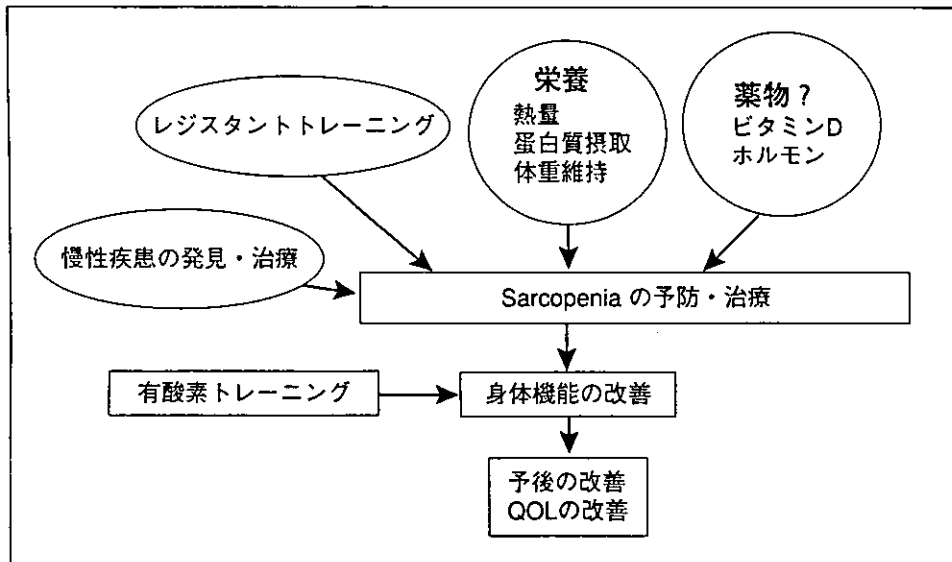 レジスタントトレーニング
栄養
熱量
蛋白質摂取
体重維持
薬物？
ビタミンD
ホルモン
慢性疾患の発見・治療
Sarcopenia の予防・治療
有酸素トレーニング
身体機能の改善
予後の改善
QOLの改善